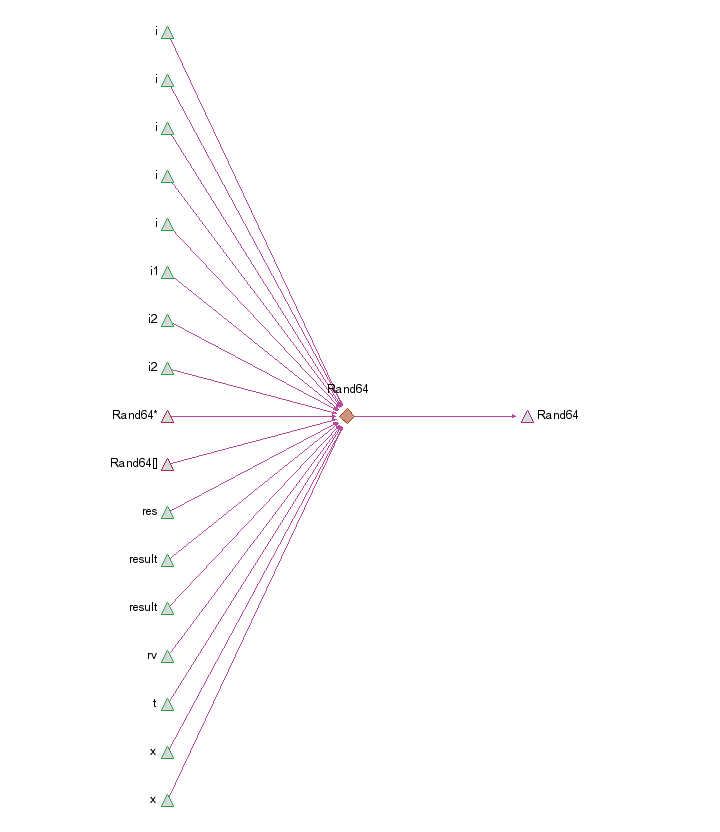 i
i
i
i
i
i1
i2
i2
Rand64
Rand64*
Rand64
Rand64[]
res
result
result
rv
t
x
x